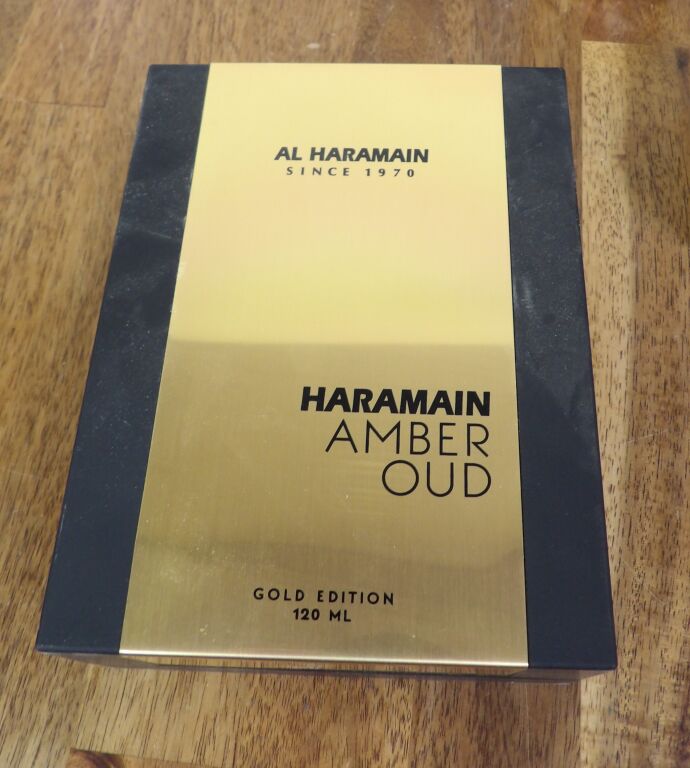 AL HARAMAIN
SINCE 1970
HARAMAIN
AMBER
OUD
GOLD EDITION
120 ML